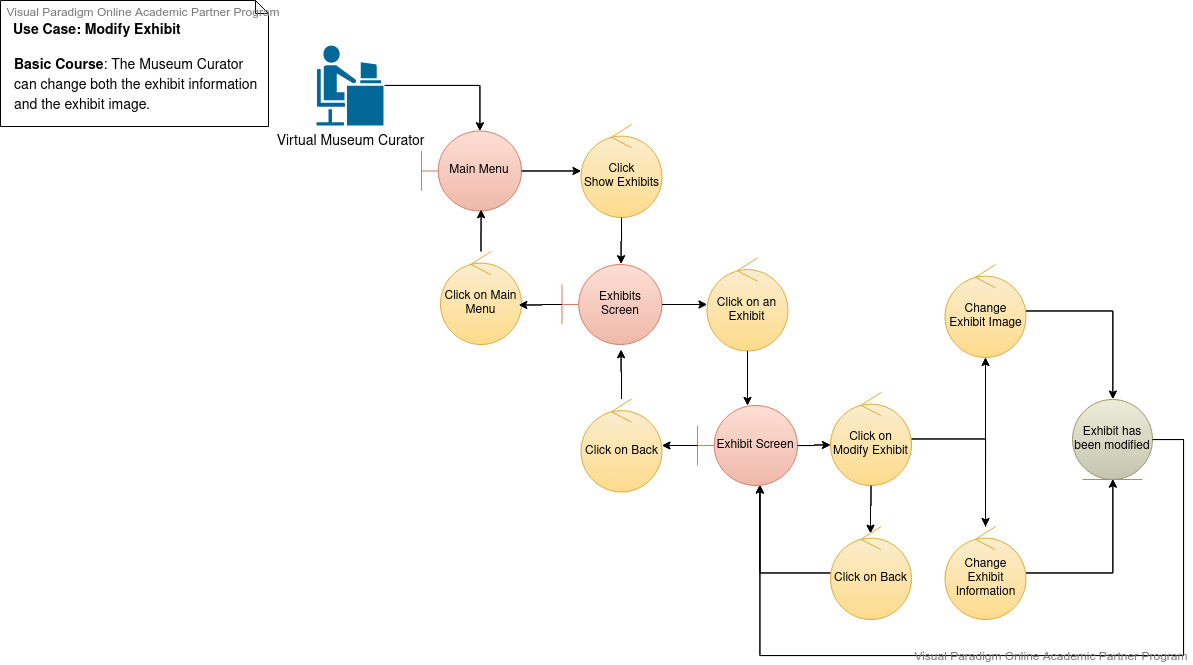 Visual Paradigm Online Academic Partner Program
Use Case: Modify Exhibit
Basic Course: The Museum Curator
can change both the exhibit information
and the exhibit image.
Virtual Museum Curator
Main Menu
Click
Show Exhibits
Click on Main
Menu
Exhibits
Screen
Click on an
Exhibit
Change
Exhibit Image
Click on Back
Exhibit Screen
Click on
Modify Exhibit
Exhibit has
been modified
Click on Back
Change
Exhibit
Information
Visual Paradigm Online Academic Partner Program